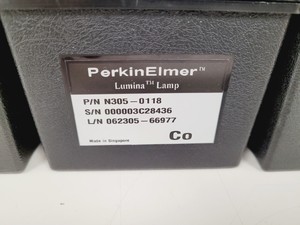 PerkinElmer™
Lumina™ Lamp
P/N N305-0118
S/N 000003C28436
L/N 062305-66977
Made in Singapore
Co